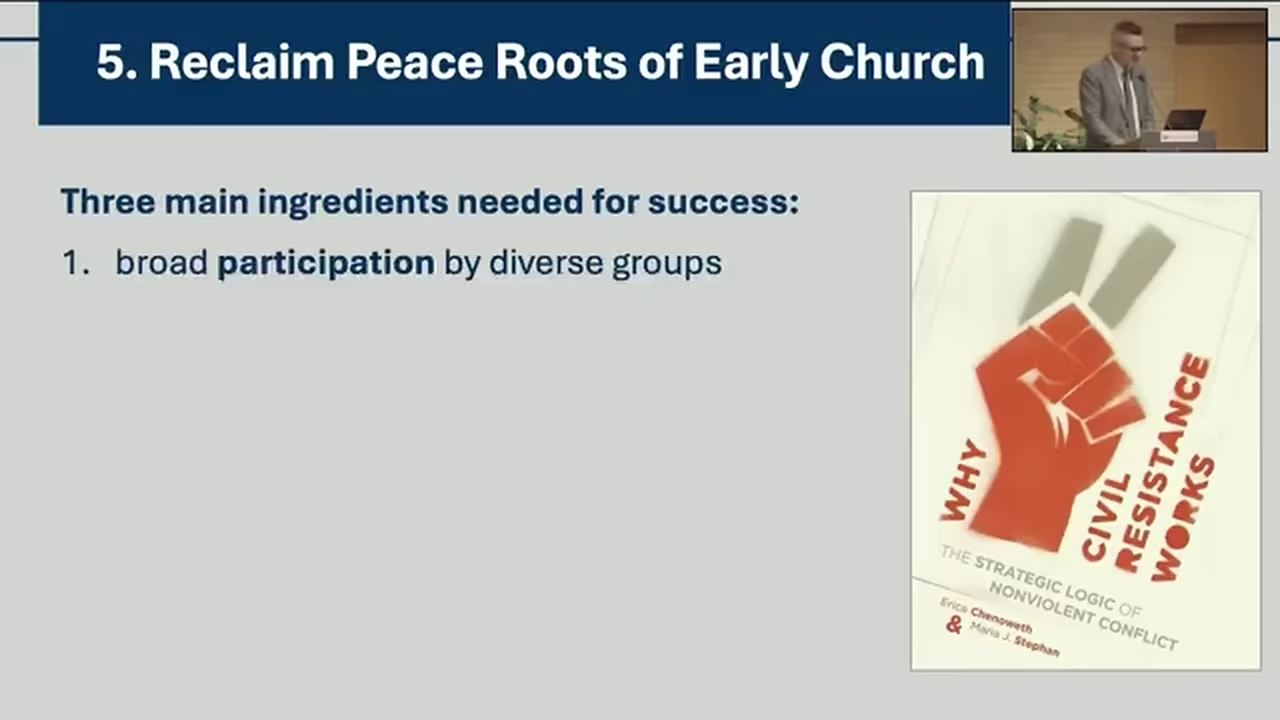 5. Reclaim Peace Roots of Early Church
Three main ingredients needed for success:
1. broad participation by diverse groups
WHY
CIVIL
RESISTANCE
WORKS
THE STRATEGIC LOGIC OF
NONVIOLENT CONFLICT
Erica Chenoweth
& Maria J. Stephan